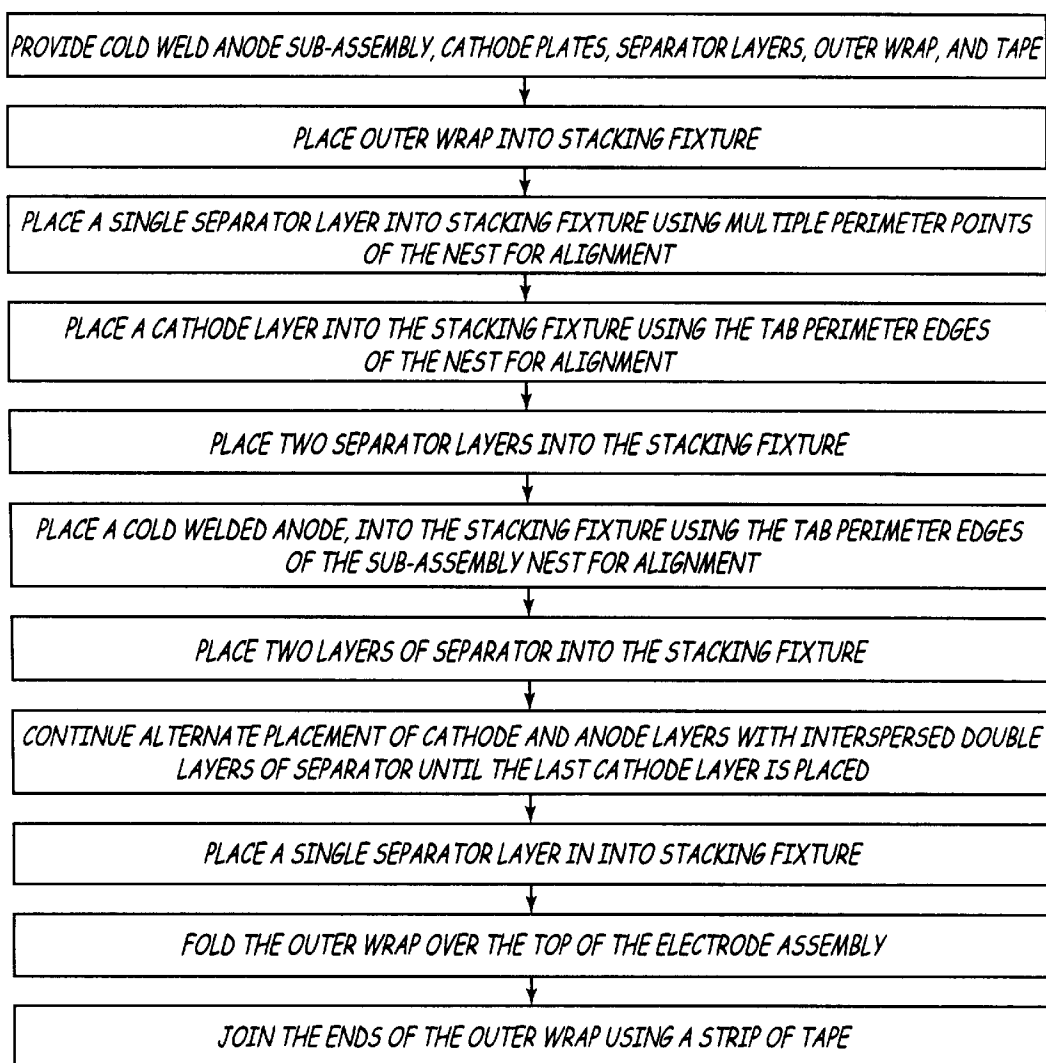 PROVIDE COLD WELD ANODE SUB-ASSEMBLY, CATHODE PLATES, SEPARATOR LAYERS, OUTER WRAP, AND TAPE
PLACE OUTER WRAP INTO STACKING FIXTURE
PLACE A SINGLE SEPARATOR LAYER INTO STACKING FIXTURE USING MULTIPLE PERIMETER POINTS
OF THE NEST FOR ALIGNMENT
PLACE A CATHODE LAYER INTO THE STACKING FIXTURE USING THE TAB PERIMETER EDGES
OF THE NEST FOR ALIGNMENT
PLACE TWO SEPARATOR LAYERS INTO THE STACKING FIXTURE
PLACE A COLD WELDED ANODE, INTO THE STACKING FIXTURE USING THE TAB PERIMETER EDGES
OF THE SUB-ASSEMBLY NEST FOR ALIGNMENT
PLACE TWO LAYERS OF SEPARATOR INTO THE STACKING FIXTURE
CONTINUE ALTERNATE PLACEMENT OF CATHODE AND ANODE LAYERS WITH INTERSPERSED DOUBLE
LAYERS OF SEPARATOR UNTIL THE LAST CATHODE LAYER IS PLACED
PLACE A SINGLE SEPARATOR LAYER IN INTO STACKING FIXTURE
FOLD THE OUTER WRAP OVER THE TOP OF THE ELECTRODE ASSEMBLY
JOIN THE ENDS OF THE OUTER WRAP USING A STRIP OF TAPE